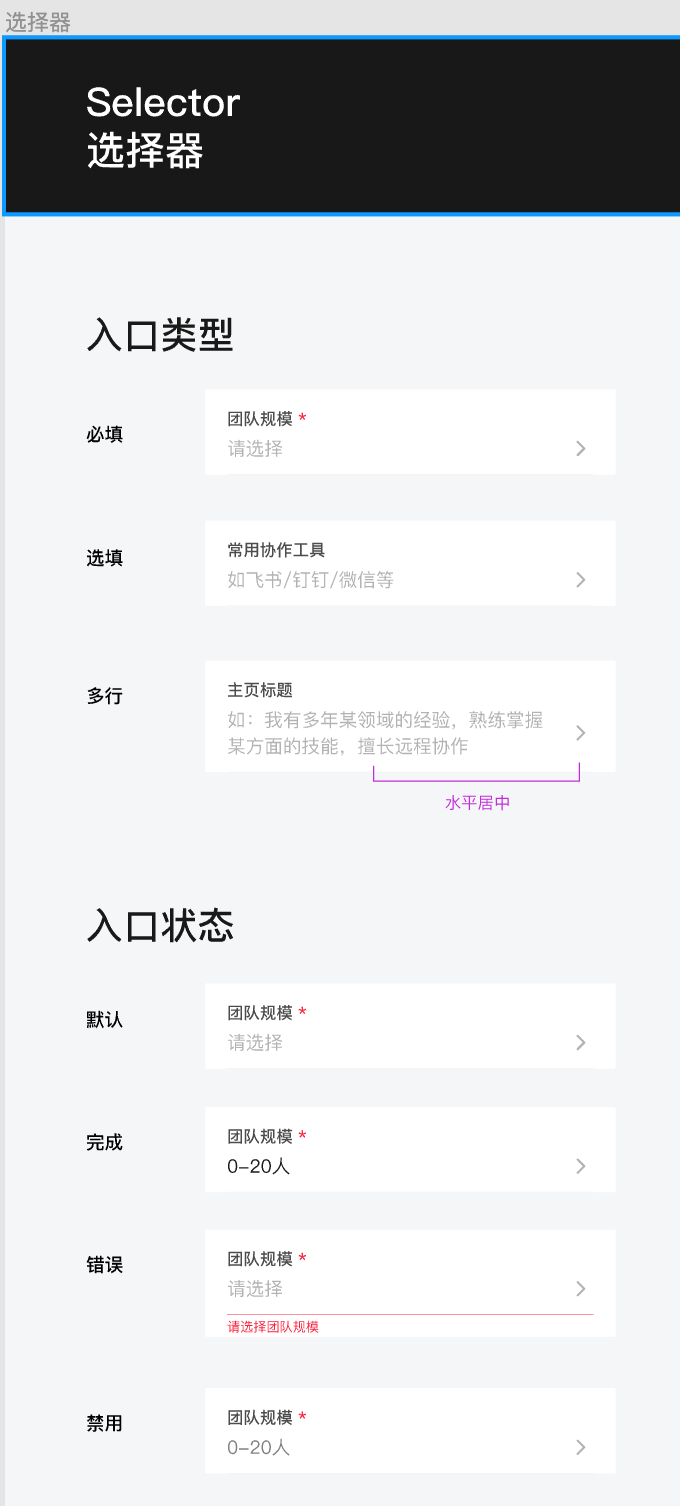 选择器
Selector
选择器
入口类型
必填
团队规模 *
请选择
选填
常用协作工具
如飞书/钉钉/微信等
多行
主页标题
如：我有多年某领域的经验，熟练掌握
某方面的技能，擅长远程协作
水平居中
入口状态
默认
团队规模 *
请选择
完成
团队规模 *
0-20人
错误
团队规模 *
请选择
请选择团队规模
禁用
团队规模 *
0-20人